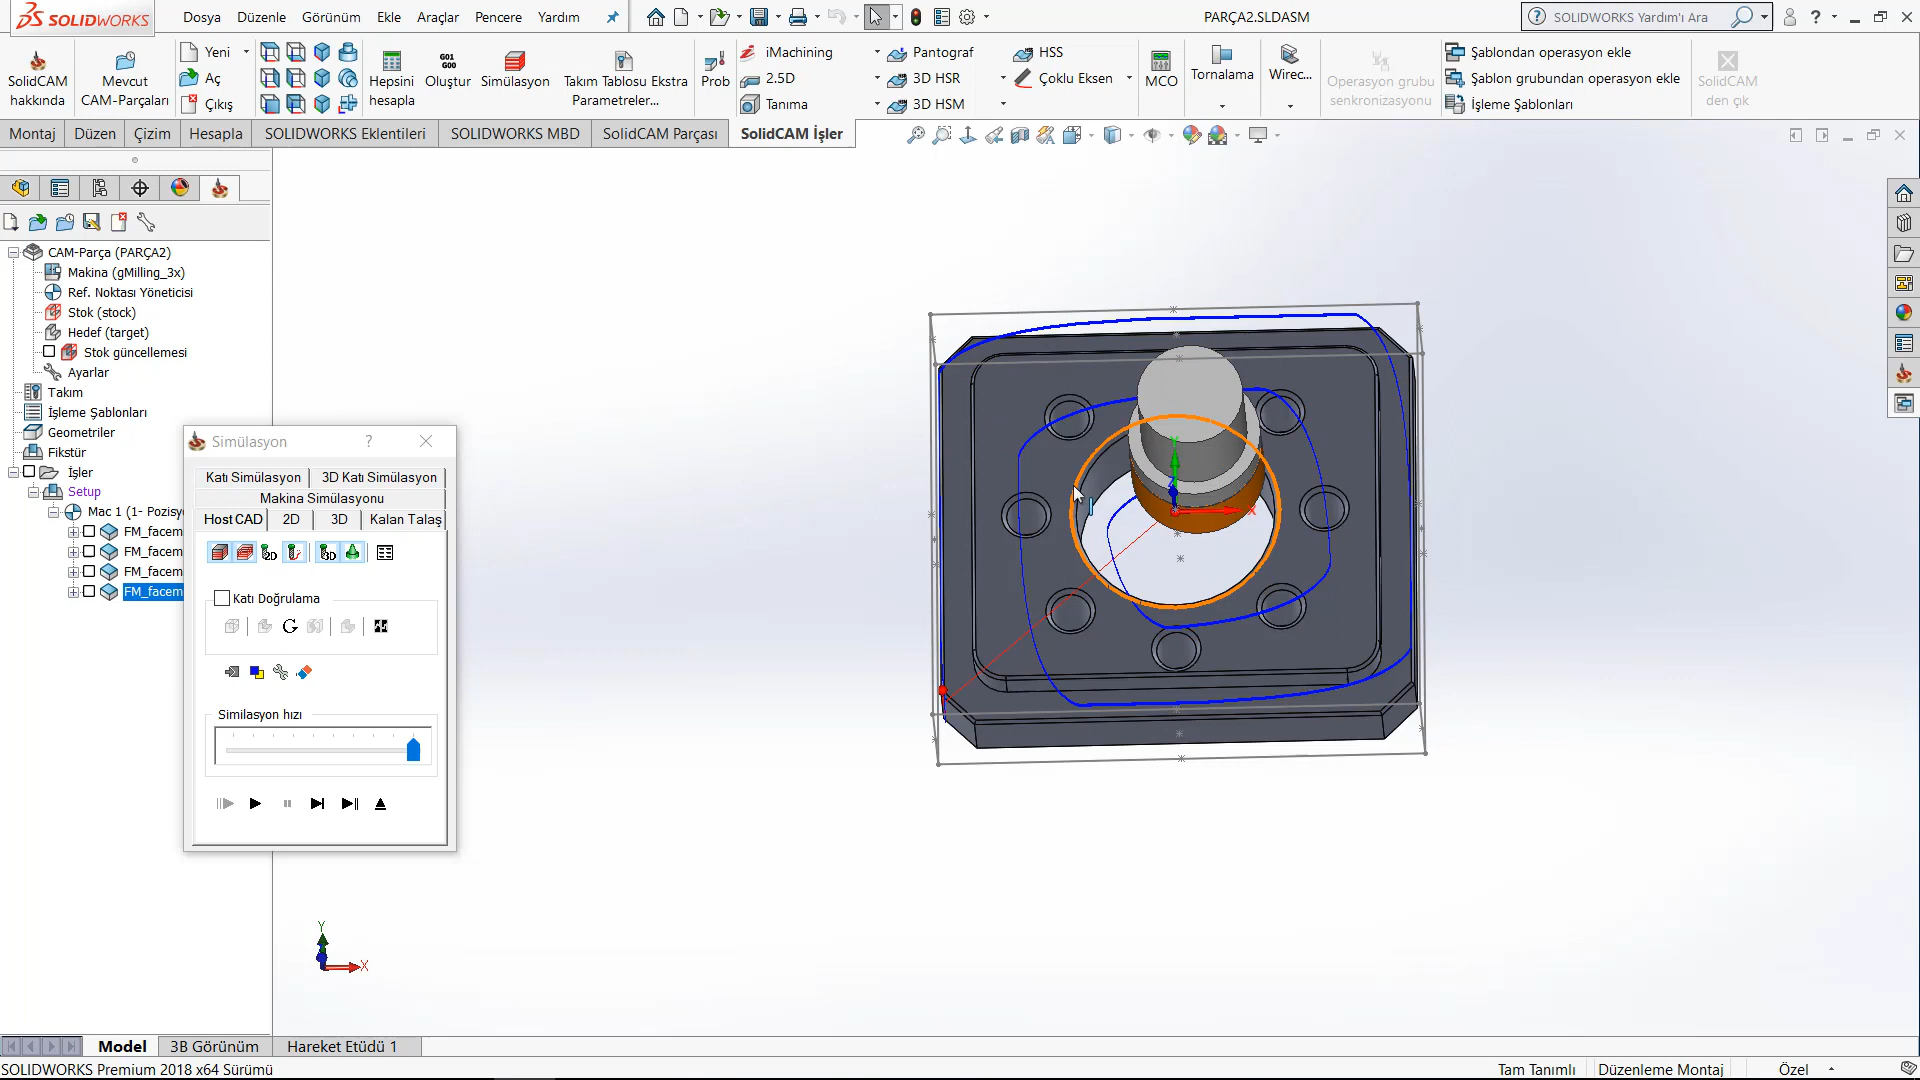 SOLIDWORKS
Dosya Düzenle Görünüm Ekle Araçlar Pencere Yardım
PARÇA2.SLDASM
SOLIDWORKS Yardım'ı Ara
SolidCAM hakkında
Mevcut CAM-Parçaları
Yeni
Aç
Çıkış
Hepsini hesapla
G01
G00
Oluştur
Simülasyon
Takım Tablosu Ekstra Parametreler...
Prob
iMachining
2.5D
Tanıma
Pantograf
3D HSR
3D HSM
HSS
Çoklu Eksen
MCO
Tornalama
Wirec...
Operasyon grubu senkronizasyonu
Şablondan operasyon ekle
Şablon grubundan operasyon ekle
İşleme Şablonları
SolidCAM den çık
Montaj Düzen Çizim Hesapla SOLIDWORKS Eklentileri SOLIDWORKS MBD SolidCAM Parçası SolidCAM İşler
CAM-Parça (PARÇA2)
Makina (gMilling_3x)
Ref. Noktası Yöneticisi
Stok (stock)
Hedef (target)
Stok güncellemesi
Ayarlar
Takım
İşleme Şablonları
Geometriler
Fikstür
İşler
Setup
Mac 1 (1- Pozisy
FM_facem
FM_facem
FM_facem
FM_facem
Simülasyon ?
Katı Simülasyon 3D Katı Simülasyon
Makina Simülasyonu
Host CAD 2D 3D Kalan Talaş
2D 3D
Katı Doğrulama
Similasyon hızı
Y
X
Y
X
Model 3B Görünüm Hareket Etüdü 1
SOLIDWORKS Premium 2018 x64 Sürümü
Tam Tanımlı Düzenleme Montaj Özel